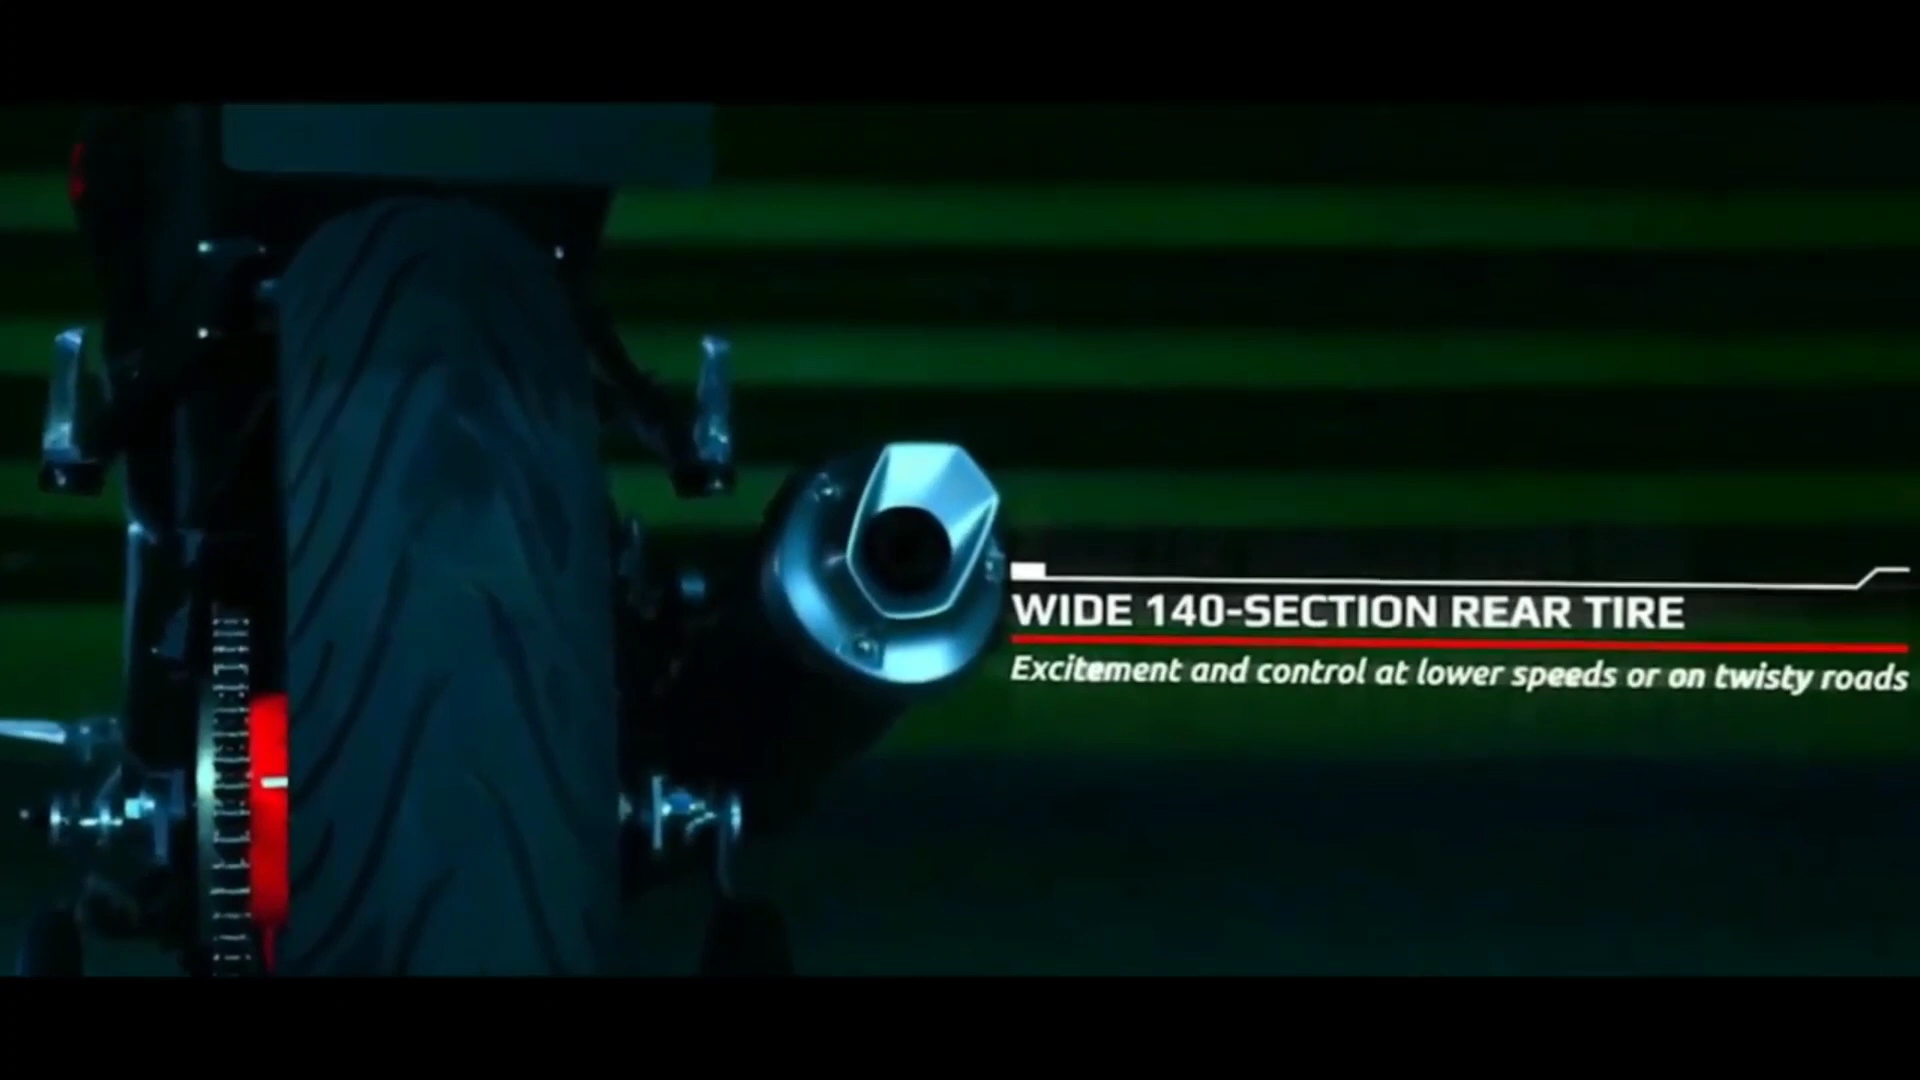 WIDE 140-SECTION REAR TIRE
Excitement and control at lower speeds or on twisty roads